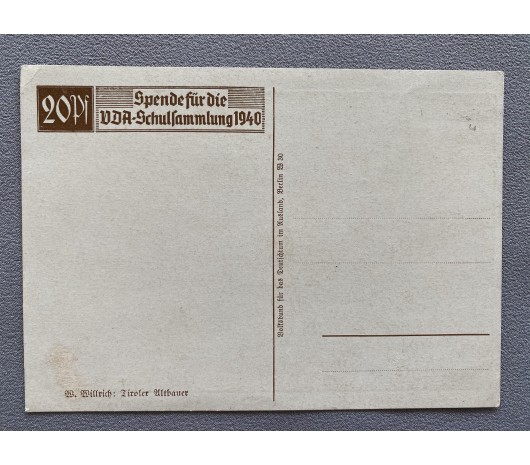 20Pf
Spende für die
VDA-Schulsammlung 1940
Volksbund für das Deutschtum im Ausland, Berlin W 30
W. Willrich: Tiroler Altbauer